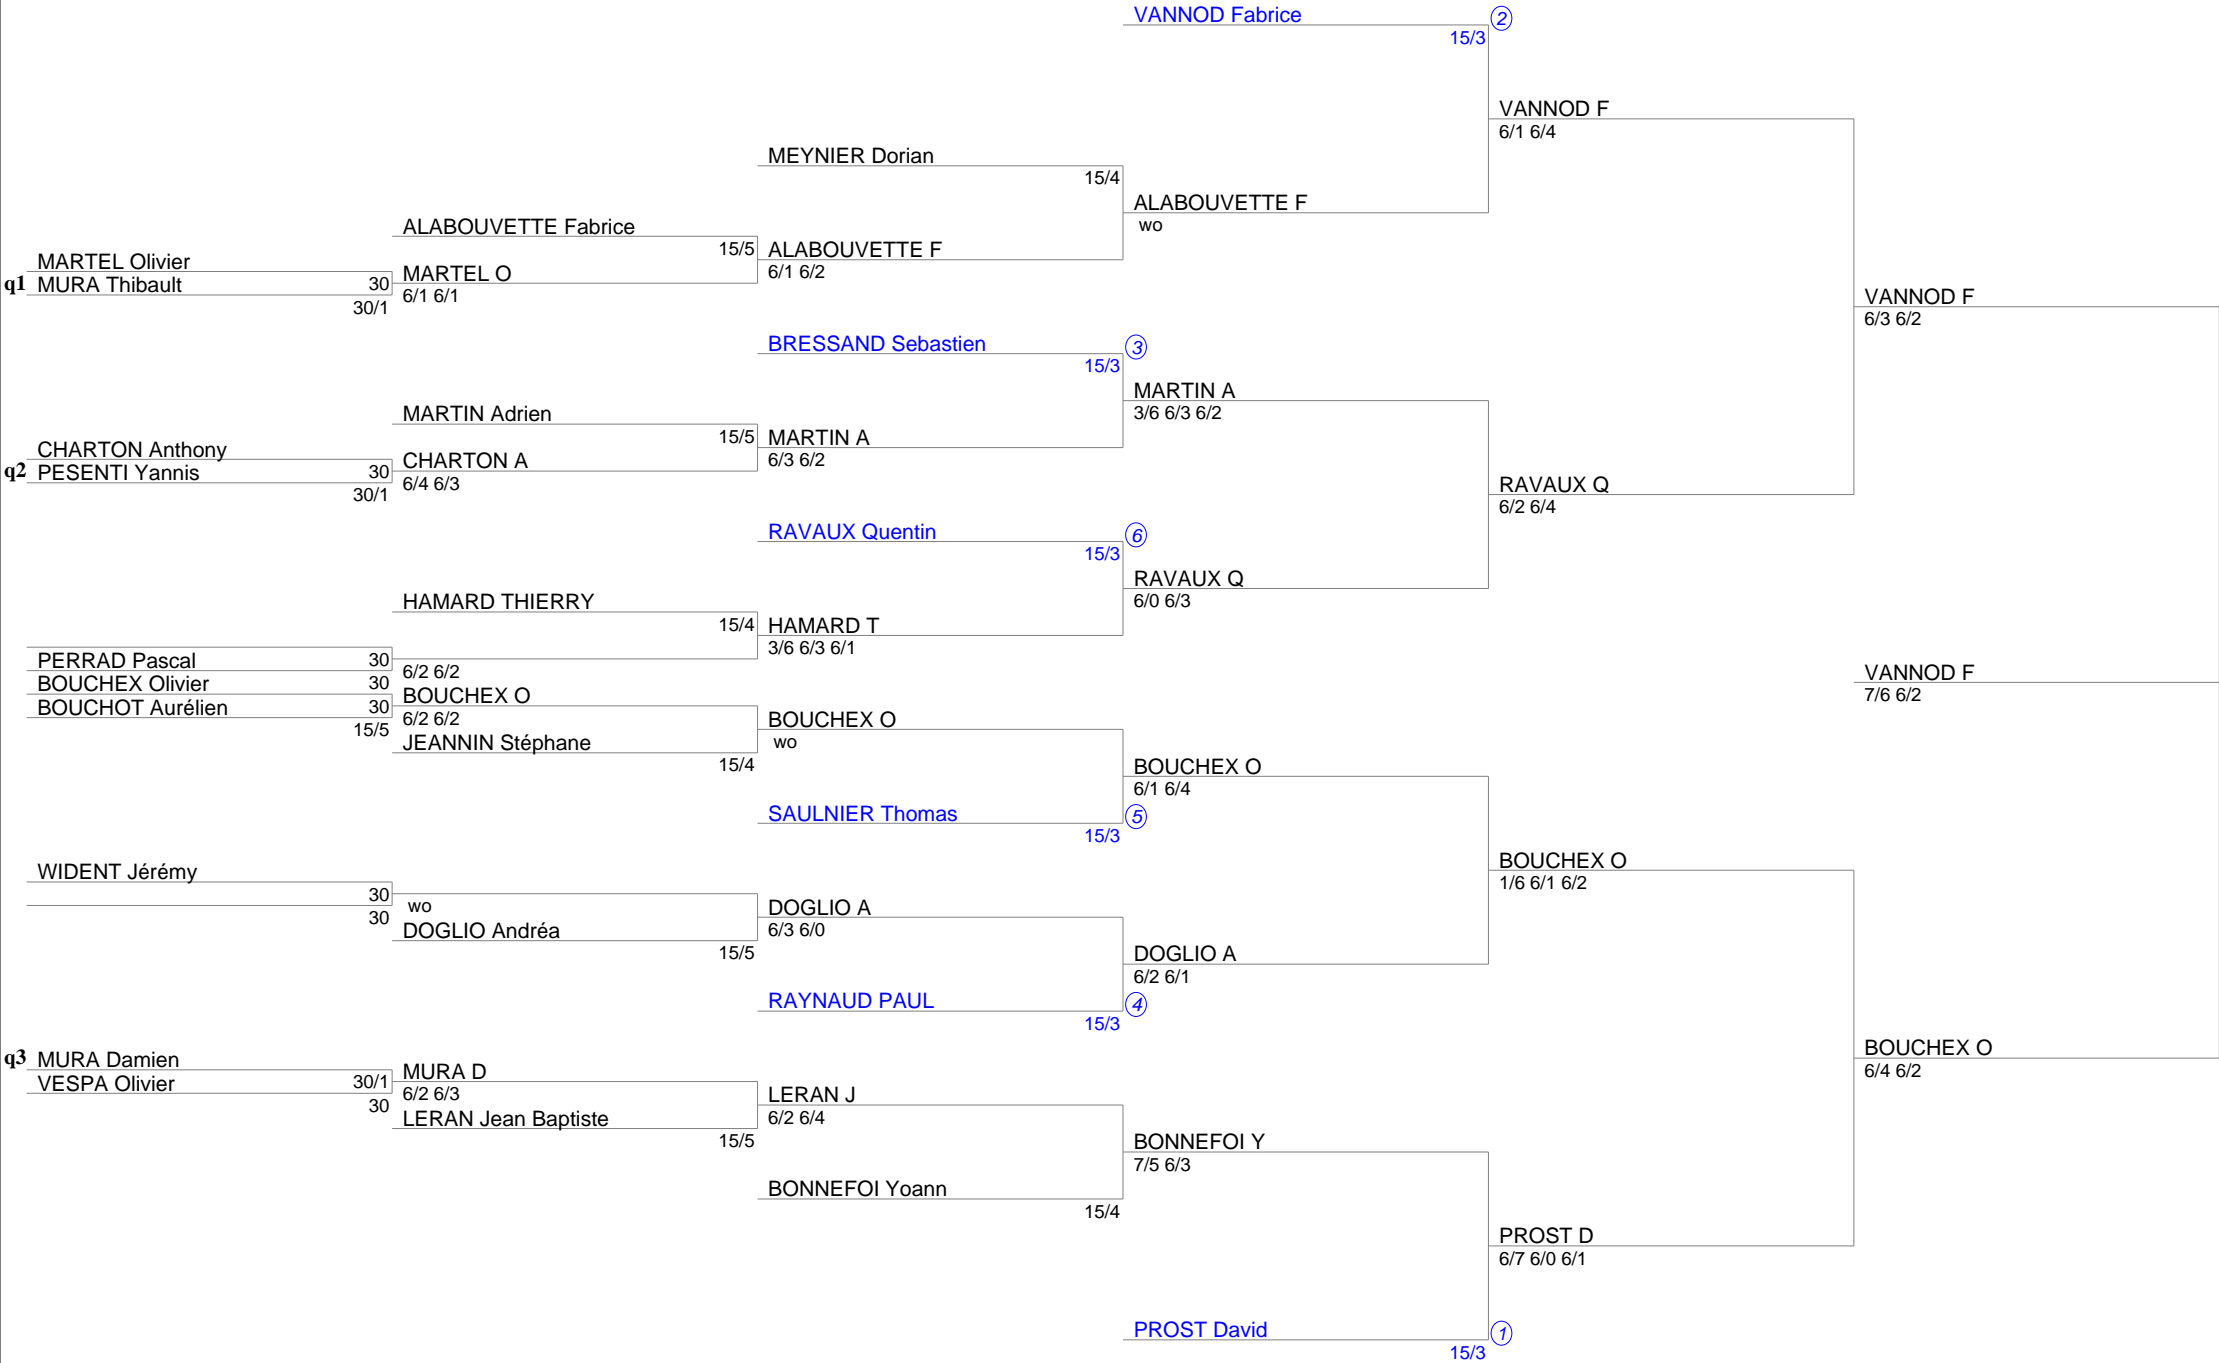 VANNOD Fabrice
2
15/3
VANNOD F
6/1 6/4
MEYNIER Dorian
15/4
ALABOUVETTE F
wo
ALABOUVETTE Fabrice
15/5
ALABOUVETTE F
6/1 6/2
MARTEL Olivier
q1
MURA Thibault
30
30/1
MARTEL O
6/1 6/1
VANNOD F
6/3 6/2
BRESSAND Sebastien
3
15/3
MARTIN A
3/6 6/3 6/2
MARTIN Adrien
15/5
MARTIN A
6/3 6/2
CHARTON Anthony
q2
PESENTI Yannis
30
30/1
CHARTON A
6/4 6/3
RAVAUX Q
6/2 6/4
RAVAUX Quentin
6
15/3
RAVAUX Q
6/0 6/3
HAMARD THIERRY
15/4
HAMARD T
3/6 6/3 6/1
PERRAD Pascal
30
30
6/2 6/2
BOUCHEX Olivier
BOUCHOT Aurélien
30
15/5
BOUCHEX O
6/2 6/2
JEANNIN Stéphane
15/4
BOUCHEX O
wo
VANNOD F
7/6 6/2
BOUCHEX O
6/1 6/4
SAULNIER Thomas
5
15/3
WIDENT Jérémy
30
30
wo
DOGLIO Andréa
15/5
DOGLIO A
6/3 6/0
BOUCHEX O
1/6 6/1 6/2
DOGLIO A
6/2 6/1
RAYNAUD PAUL
4
15/3
q3
MURA Damien
VESPA Olivier
30/1
30
MURA D
6/2 6/3
LERAN Jean Baptiste
15/5
LERAN J
6/2 6/4
BOUCHEX O
6/4 6/2
BONNEFOI Y
7/5 6/3
BONNEFOI Yoann
15/4
PROST D
6/7 6/0 6/1
PROST David
1
15/3